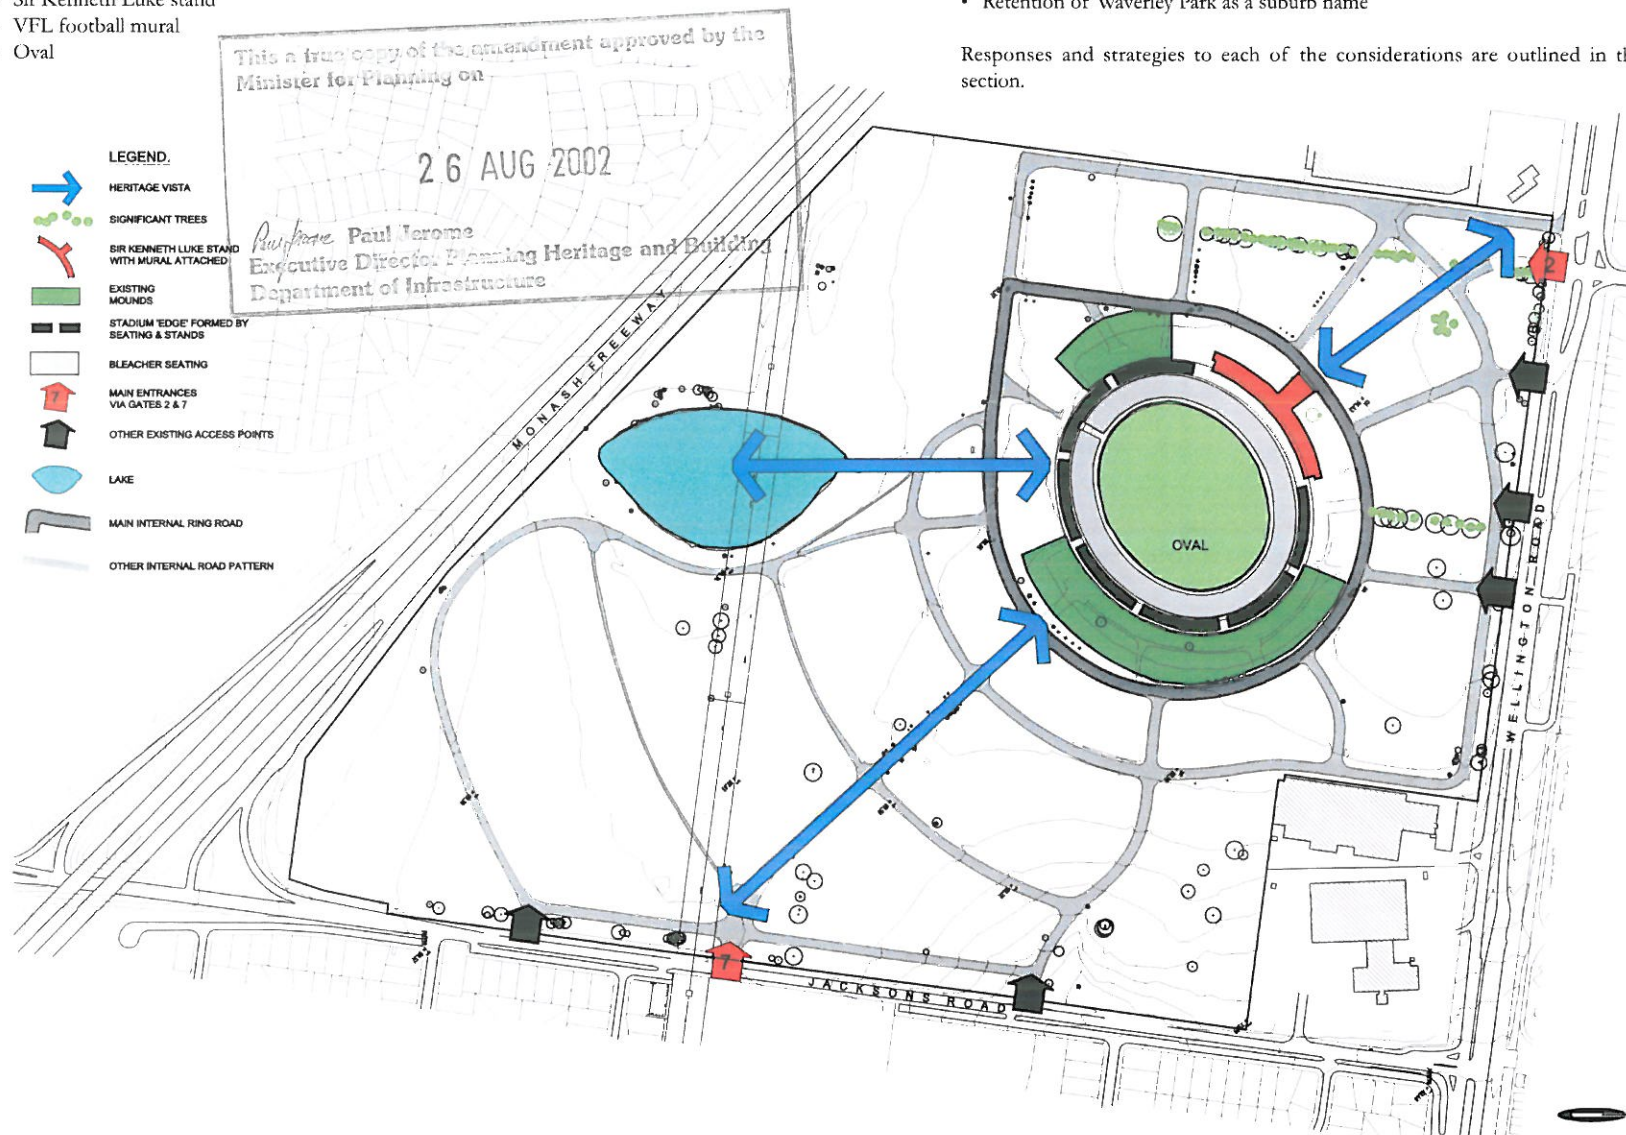 Sir Kenneth Luke stand
VFL football mural
Oval
• Retention of 'Waverley Park' as a suburb name
Responses and strategies to each of the considerations are outlined in th
section.
This a true copy of the amendment approved by the
Minister for Planning on
26 AUG 2002
Paul Jerome
Executive Director Planning Heritage and Building
Department of Infrastructure
LEGEND.
HERITAGE VISTA
SIGNIFICANT TREES
SIR KENNETH LUKE STAND
WITH MURAL ATTACHED
EXISTING
MOUNDS
STADIUM 'EDGE' FORMED BY
SEATING & STANDS
BLEACHER SEATING
7
MAIN ENTRANCES
VIA GATES 2 & 7
OTHER EXISTING ACCESS POINTS
LAKE
MAIN INTERNAL RING ROAD
OTHER INTERNAL ROAD PATTERN
MONASH FREEWAY
2
OVAL
WELLINGTON ROAD
7
JACKSONS ROAD